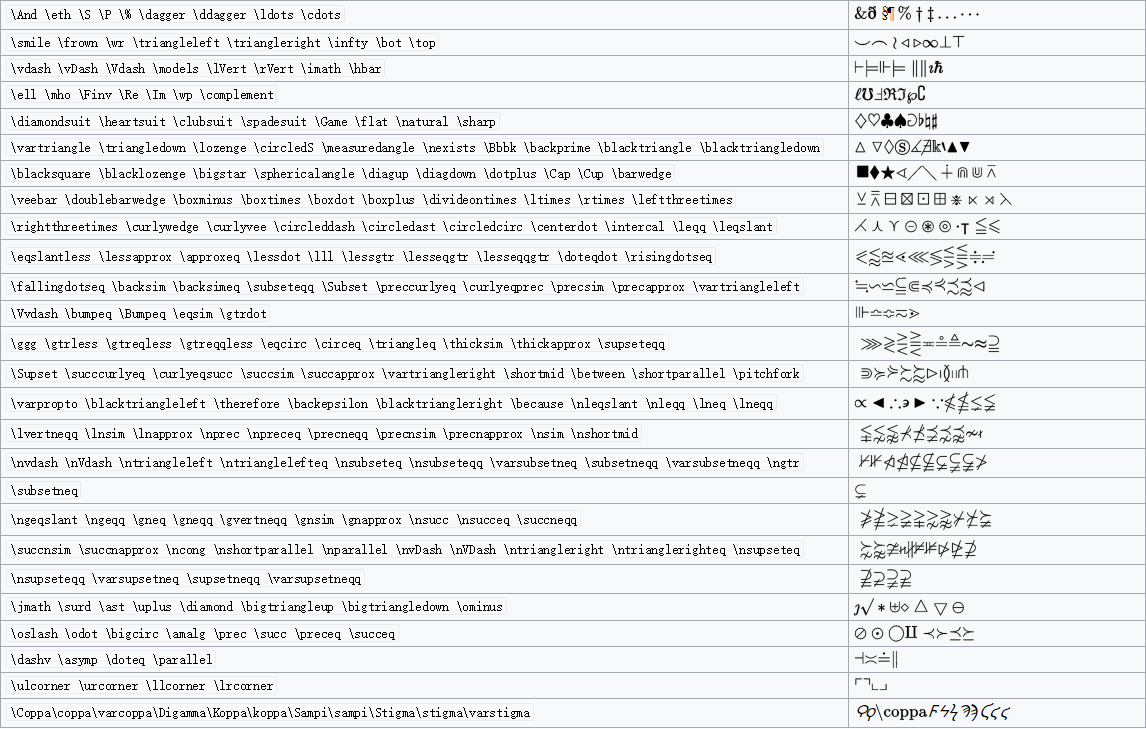 \And \eth \S \P \% \dagger \ddagger \ldots \cdots &ð §¶ % † ‡ … ⋯
\smile \frown \wr \triangleleft \triangleright \infty \bot \top ⌣ ⌢ ≀ ◃ ▹ ∞ ⊥ ⊤
\vdash \vDash \Vdash \models \lVert \rVert \imath \hbar ⊢ ⊨ ⊩ ⊨ ‖ ‖ ı ℏ
\ell \mho \Finv \Re \Im \wp \complement ℓ ℧ Ⅎ ℜ ℑ ℘ ∁
\diamondsuit \heartsuit \clubsuit \spadesuit \Game \flat \natural \sharp ♢ ♡ ♣ ♠ ⅁ ♭ ♮ ♯
\vartriangle \triangledown \lozenge \circledS \measuredangle \nexists \Bbbk \backprime \blacktriangle \blacktriangledown △ ▽ ◊ Ⓢ ∡ ∄ 𝕜 ‵ ▲ ▼
\blacksquare \blacklozenge \bigstar \sphericalangle \diagup \diagdown \dotplus \Cap \Cup \barwedge ■ ⧫ ★ ∢ ╱ ╲ ∔ ⋒ ⋓ ⊼
\veebar \doublebarwedge \boxminus \boxtimes \boxdot \boxplus \divideontimes \ltimes \rtimes \leftthreetimes ⊻ ⩞ ⊟ ⊠ ⊡ ⊞ ⋇ ⋉ ⋊ ⋋
\rightthreetimes \curlywedge \curlyvee \circleddash \circledast \circledcirc \centerdot \intercal \leqq \leqslant ⋌ ⋏ ⋎ ⊝ ⊛ ⊚ ⋅ ⊺ ≦ ⩽
\eqslantless \lessapprox \approxeq \lessdot \lll \lessgtr \lesseqgtr \lesseqqgtr \doteqdot \risingdotseq ⪕ ⪅ ≊ ⋖ ⋘ ≶ ⋚ ⪋ ≑ ≓
\fallingdotseq \backsim \backsimeq \subseteqq \Subset \preccurlyeq \curlyeqprec \precsim \precapprox \vartriangleleft ≒ ∽ ⋍ ⫅ ⋐ ≼ ⋞ ≾ ⪷ ⊲
\Vvdash \bumpeq \Bumpeq \eqsim \gtrdot ⊪ ≏ ≎ ≂ ⋗
\ggg \gtrless \gtreqless \gtreqqless \eqcirc \circeq \triangleq \thicksim \thickapprox \supseteqq ⋙ ≷ ⋛ ⪌ ≖ ≗ ≜ ∼ ≈ ⫆
\Supset \succcurlyeq \curlyeqsucc \succsim \succapprox \vartriangleright \shortmid \between \shortparallel \pitchfork ⋑ ≽ ⋟ ≿ ⪸ ⊳ ∣ ≬ ∥ ⋔
\varpropto \blacktriangleleft \therefore \backepsilon \blacktriangleright \because \nleqslant \nleqq \lneq \lneqq ∝ ◀ ∴ ϶ ▶ ∵ ⩽̸ ≦̸ ⪇ ≨
\lvertneqq \lnsim \lnapprox \nprec \npreceq \precneqq \precnsim \precnapprox \nsim \nshortmid ≨︀ ⋦ ⪉ ⊀ ⋠ ⪵ ⋨ ⪹ ≁ ∤
\nvdash \nVdash \ntriangleleft \ntrianglelefteq \nsubseteq \nsubseteqq \varsubsetneq \subsetneqq \varsubsetneqq \ngtr ⊬ ⊮ ⋪ ⋬ ⊈ ⫅̸ ⊊︀ ⫋ ⫋︀ ≯
\subsetneq ⊊
\ngeqslant \ngeqq \gneq \gneqq \gvertneqq \gnsim \gnapprox \nsucc \nsucceq \succneqq ⩾̸ ≧̸ ⪈ ≩ ≩︀ ⋧ ⪊ ⊁ ⋡ ⪶
\succnsim \succnapprox \ncong \nshortparallel \nparallel \nvDash \nVDash \ntriangleright \ntrianglerighteq \nsupseteq ⋩ ⪺ ≆ ∦ ∦ ⊭ ⊯ ⋫ ⋭ ⊉
\nsupseteqq \varsupsetneq \supsetneqq \varsupsetneqq ⫆̸ ⊋︀ ⫌ ⫌︀
\jmath \surd \ast \uplus \diamond \bigtriangleup \bigtriangledown \ominus ȷ √ ∗ ⊎ ⋄ △ ▽ ⊖
\oslash \odot \bigcirc \amalg \prec \succ \preceq \succeq ⊘ ⊙ ◯ ⨿ ≺ ≻ ⪯ ⪰
\dashv \asymp \doteq \parallel ⊣ ≍ ≐ ∥
\ulcorner \urcorner \llcorner \lrcorner ⌜ ⌝ ⌞ ⌟
\Coppa\coppa\varcoppa\Digamma\Koppa\koppa\Sampi\sampi\Stigma\stigma\varstigma